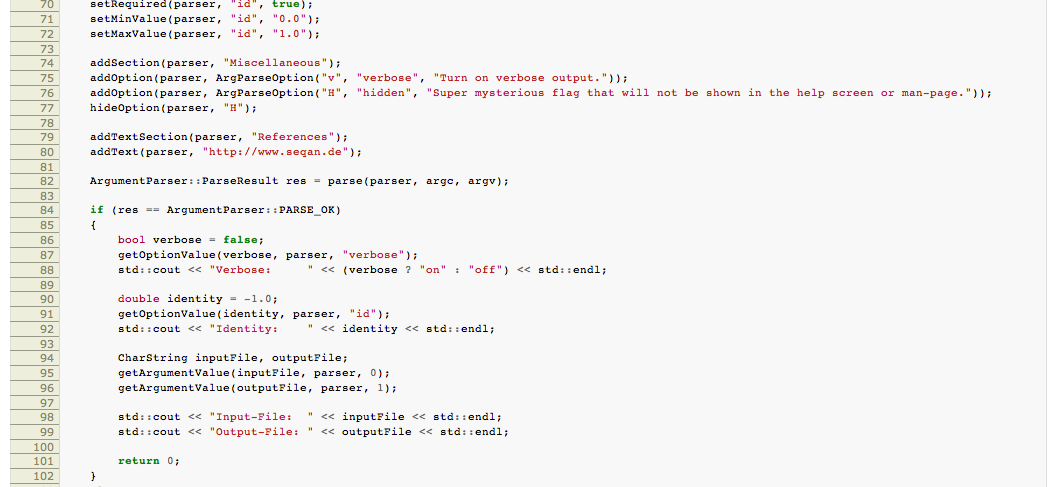 70 setRequired(parser, "id", true);
71 setMinValue(parser, "id", "0.0");
72 setMaxValue(parser, "id", "1.0");
73
74 addSection(parser, "Miscellaneous");
75 addOption(parser, ArgParseOption("v", "verbose", "Turn on verbose output."));
76 addOption(parser, ArgParseOption("H", "hidden", "Super mysterious flag that will not be shown in the help screen or man-page."));
77 hideOption(parser, "H");
78
79 addTextSection(parser, "References");
80 addText(parser, "http://www.seqan.de");
81
82 ArgumentParser::ParseResult res = parse(parser, argc, argv);
83
84 if (res == ArgumentParser::PARSE_OK)
85 {
86 bool verbose = false;
87 getOptionValue(verbose, parser, "verbose");
88 std::cout << "Verbose:     " << (verbose ? "on" : "off") << std::endl;
89
90 double identity = -1.0;
91 getOptionValue(identity, parser, "id");
92 std::cout << "Identity:    " << identity << std::endl;
93
94 CharString inputFile, outputFile;
95 getArgumentValue(inputFile, parser, 0);
96 getArgumentValue(outputFile, parser, 1);
97
98 std::cout << "Input-File:  " << inputFile << std::endl;
99 std::cout << "Output-File: " << outputFile << std::endl;
100
101 return 0;
102 }